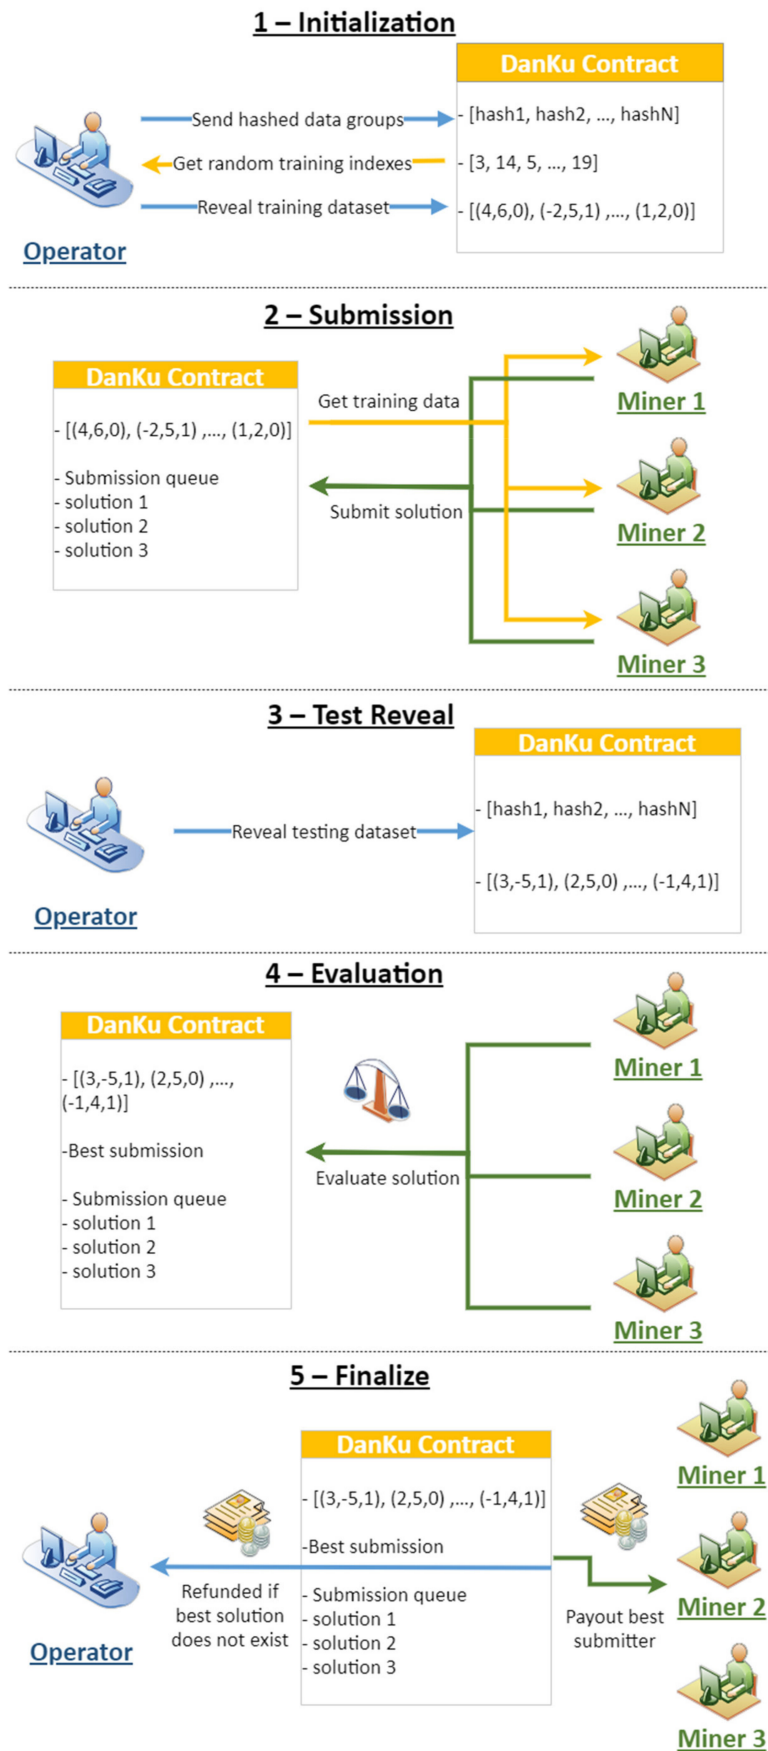 1 – Initialization
DanKu Contract
Send hashed data groups
- [hash1, hash2, ..., hashN]
Get random training indexes
- [3, 14, 5, ..., 19]
Reveal training dataset
- [(4,6,0), (-2,5,1) ,..., (1,2,0)]
Operator
2 – Submission
DanKu Contract
- [(4,6,0), (-2,5,1) ,..., (1,2,0)]
- Submission queue
- solution 1
- solution 2
- solution 3
Get training data
Submit solution
Miner 1
Miner 2
Miner 3
3 – Test Reveal
DanKu Contract
- [hash1, hash2, ..., hashN]
Reveal testing dataset
- [(3,-5,1), (2,5,0) ,..., (-1,4,1)]
Operator
4 – Evaluation
DanKu Contract
- [(3,-5,1), (2,5,0) ,...,
(-1,4,1)]
-Best submission
- Submission queue
- solution 1
- solution 2
- solution 3
Evaluate solution
Miner 1
Miner 2
Miner 3
5 – Finalize
DanKu Contract
- [(3,-5,1), (2,5,0) ,..., (-1,4,1)]
-Best submission
- Submission queue
- solution 1
- solution 2
- solution 3
Refunded if
best solution
does not exist
Operator
Payout best
submitter
Miner 1
Miner 2
Miner 3